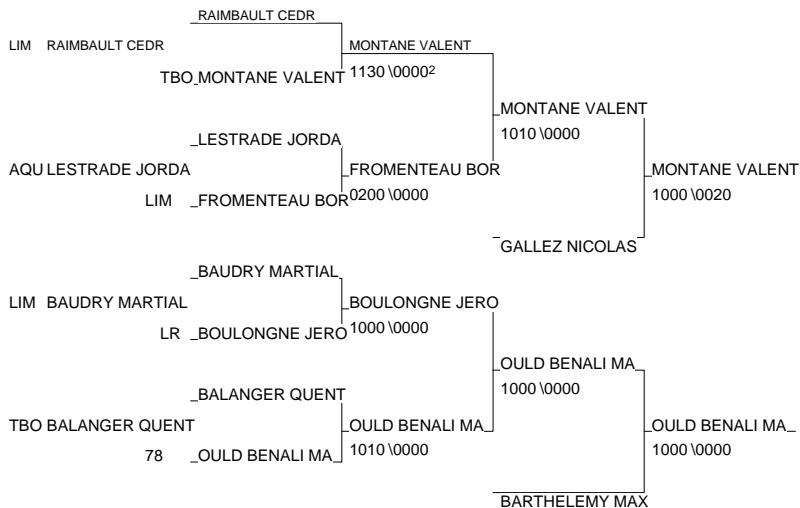 RAIMBAULT CEDR
LIM RAIMBAULT CEDR MONTANE VALENT
TBO MONTANE VALENT 1130 \0000²
MONTANE VALENT
1010 \0000
LESTRADE JORDA
AQU LESTRADE JORDA FROMENTEAU BOR MONTANE VALENT
LIM FROMENTEAU BOR 0200 \0000 1000 \0020
GALLEZ NICOLAS
BAUDRY MARTIAL
LIM BAUDRY MARTIAL BOULONGNE JERO
LR BOULONGNE JERO 1000 \0000
OULD BENALI MA
1000 \0000
BALANGER QUENT
TBO BALANGER QUENT OULD BENALI MA OULD BENALI MA
78 OULD BENALI MA 1010 \0000 1000 \0000
BARTHELEMY MAX